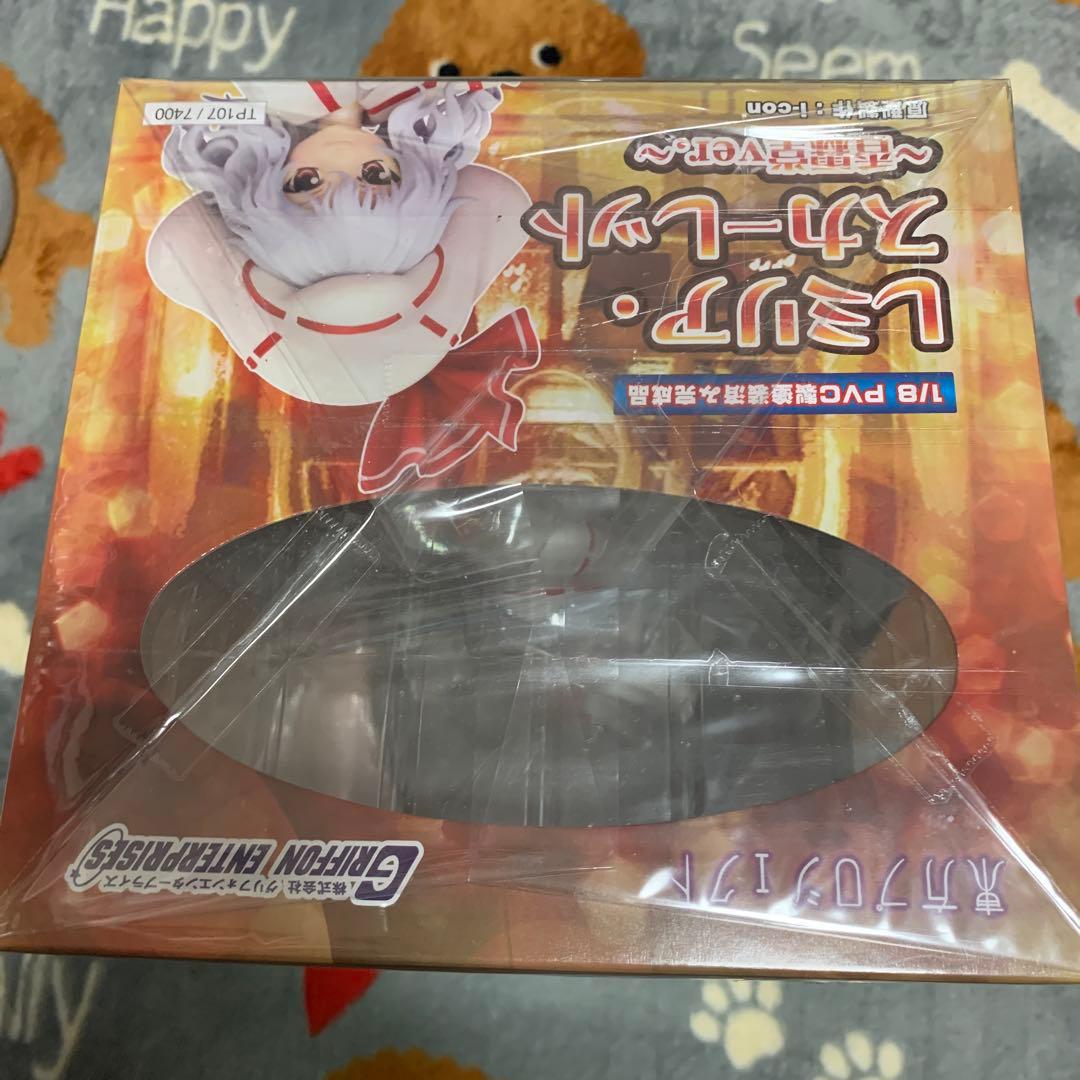 Happy
Seem
TP107 / 7400
原型製作：i-con
～香霖堂ver.～
レミリア・
スカーレット
1/8 PVC製塗装済み完成品
株式会社 グリフォンエンタープライズ
GRIFFON ENTERPRISES
東方プロジェクト